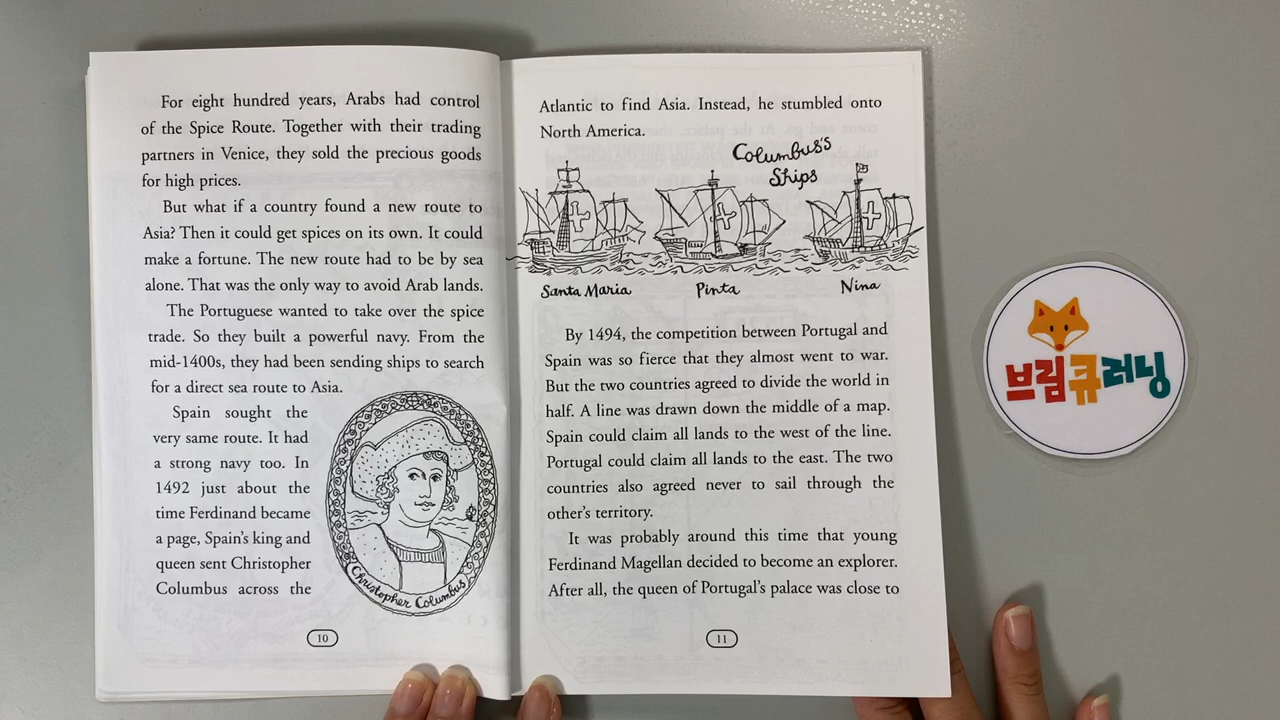 For eight hundred years, Arabs had control
of the Spice Route. Together with their trading
partners in Venice, they sold the precious goods
for high prices.
But what if a country found a new route to
Asia? Then it could get spices on its own. It could
make a fortune. The new route had to be by sea
alone. That was the only way to avoid Arab lands.
The Portuguese wanted to take over the spice
trade. So they built a powerful navy. From the
mid-1400s, they had been sending ships to search
for a direct sea route to Asia.
Spain sought the
very same route. It had
a strong navy too. In
1492 just about the
time Ferdinand became
a page, Spain's king and
queen sent Christopher
Columbus across the
Christopher Columbus
10
Atlantic to find Asia. Instead, he stumbled onto
North America.
Columbus's
Ships
Santa Maria
Pinta
Nina
By 1494, the competition between Portugal and
Spain was so fierce that they almost went to war.
But the two countries agreed to divide the world in
half. A line was drawn down the middle of a map.
Spain could claim all lands to the west of the line.
Portugal could claim all lands to the east. The two
countries also agreed never to sail through the
other's territory.
It was probably around this time that young
Ferdinand Magellan decided to become an explorer.
After all, the queen of Portugal's palace was close to
11
브림큐러닝